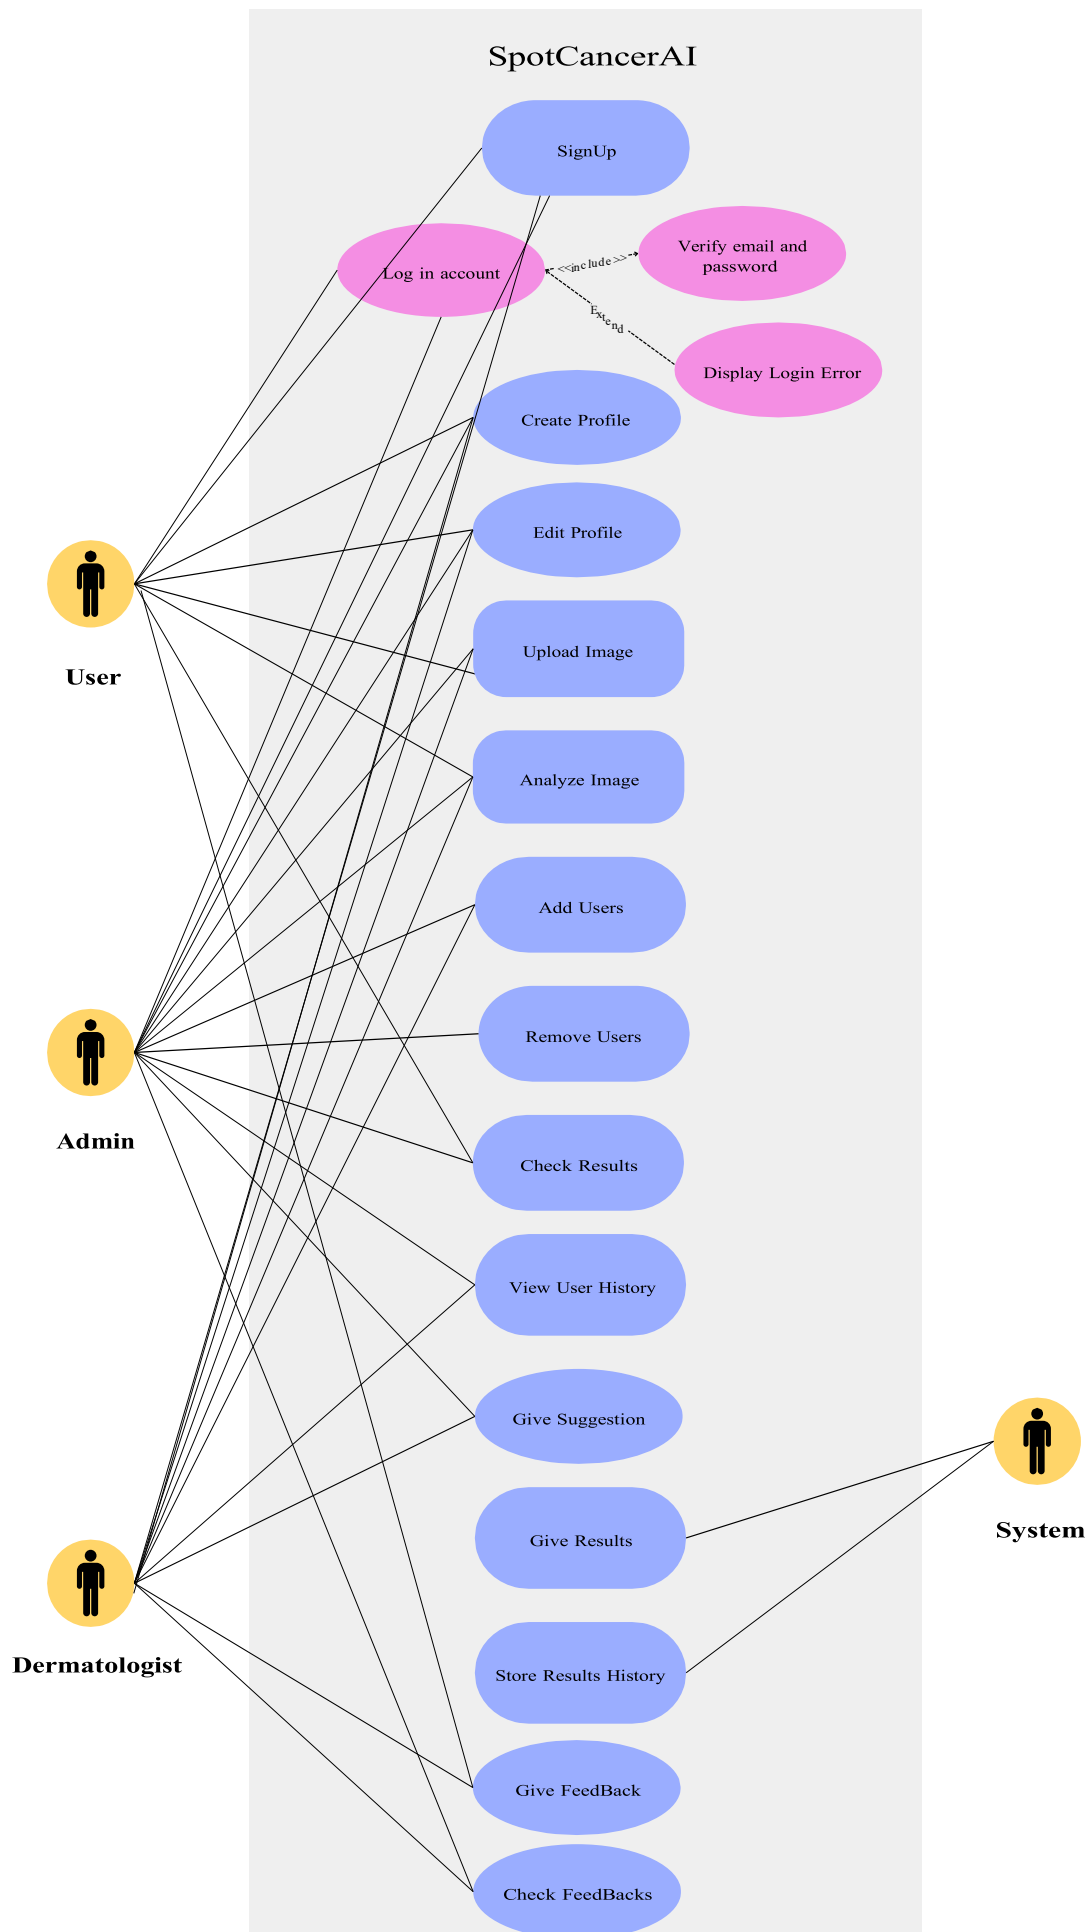 SpotCancerAI
SignUp
Log in account
<<include>>
Verify email and
password
Extend
Display Login Error
Create Profile
Edit Profile
User
Upload Image
Analyze Image
Add Users
Remove Users
Admin
Check Results
View User History
Give Suggestion
Give Results
System
Dermatologist
Store Results History
Give FeedBack
Check FeedBacks